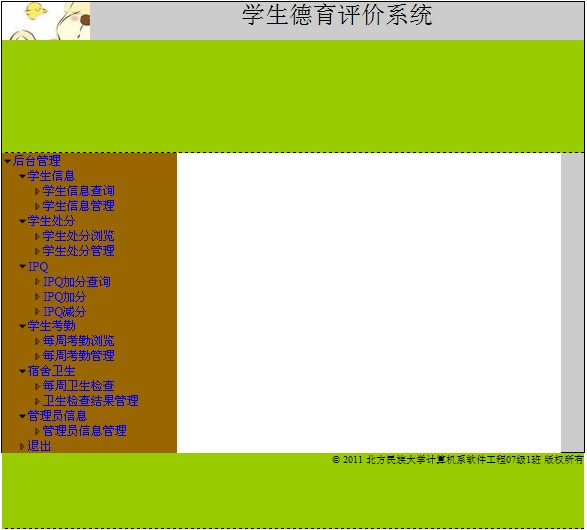 学生德育评价系统
后台管理
学生信息
学生信息查询
学生信息管理
学生处分
学生处分浏览
学生处分管理
IPQ
IPQ加分查询
IPQ加分
IPQ减分
学生考勤
每周考勤浏览
每周考勤管理
宿舍卫生
每周卫生检查
卫生检查结果管理
管理员信息
管理员信息管理
退出
© 2011 北方民族大学计算机系软件工程07级1班 版权所有